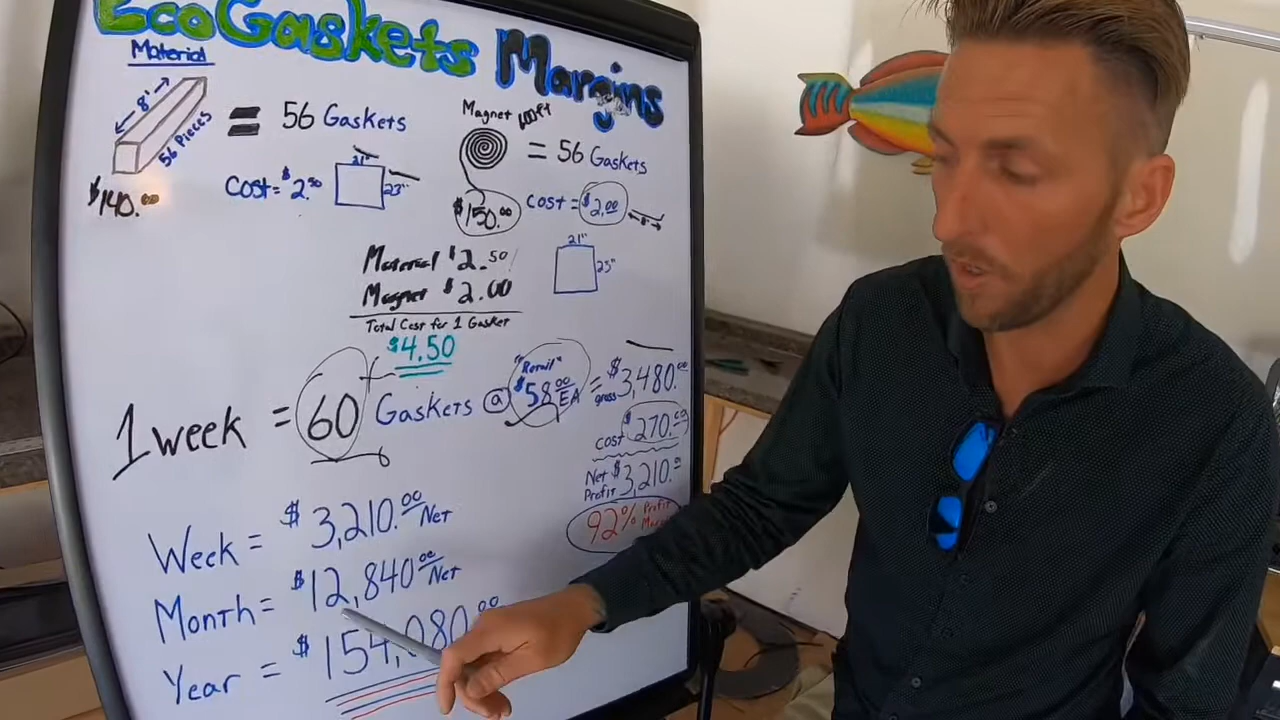 EcoGaskets Margins
Material
8'
56 Pieces
$140.00
= 56 Gaskets
Cost = $2.50
21"
23"
Magnet 600ft
= 56 Gaskets
$150.00
Cost = $2.00
21"
23"
Material $2.50
Magnet $2.00
Total Cost for 1 Gasket
$4.50
1 week = 60 Gaskets @ "Retail" $58.00 EA = $3,480.00
gross
Cost $270.00
Net Profit $3,210.00
92% Profit
Week = $3,210.00 Net
Month = $12,840.00 Net
Year = $154,080.00